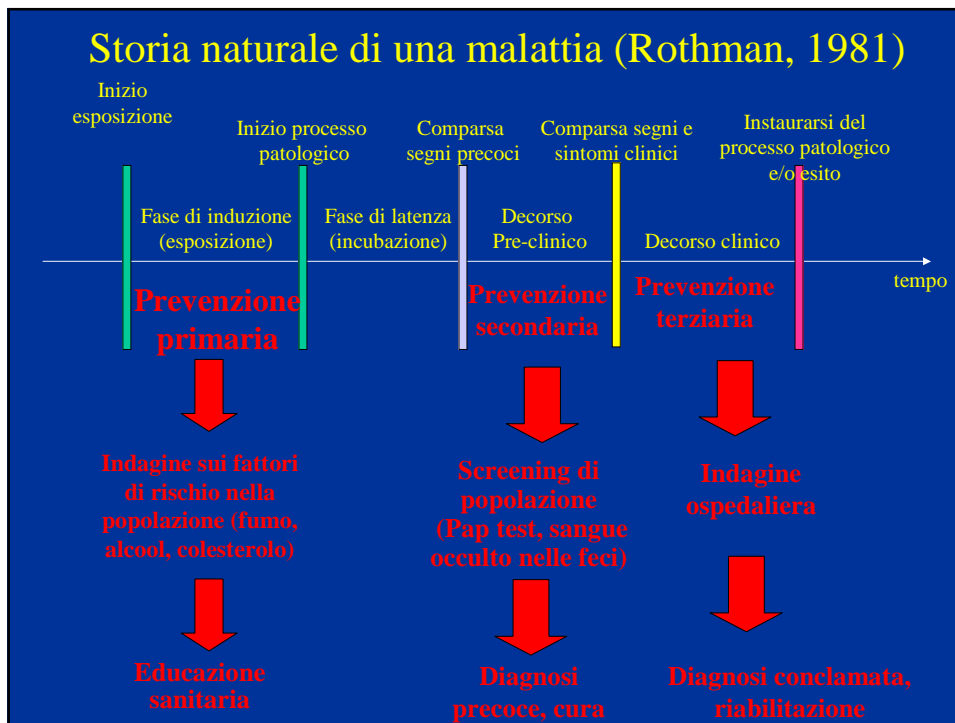 Storia naturale di una malattia (Rothman, 1981)
Inizio
esposizione
Inizio processo
patologico
Comparsa
segni precoci
Comparsa segni e
sintomi clinici
Instaurarsi del
processo patologico
e/o esito
Fase di induzione
(esposizione)
Fase di latenza
(incubazione)
Decorso
Pre-clinico
Decorso clinico
tempo
Prevenzione
primaria
Prevenzione
secondaria
Prevenzione
terziaria
Indagine sui fattori
di rischio nella
popolazione (fumo,
alcool, colesterolo)
Screening di
popolazione
(Pap test, sangue
occulto nelle feci)
Indagine
ospedaliera
Educazione
sanitaria
Diagnosi
precoce, cura
Diagnosi conclamata,
riabilitazione